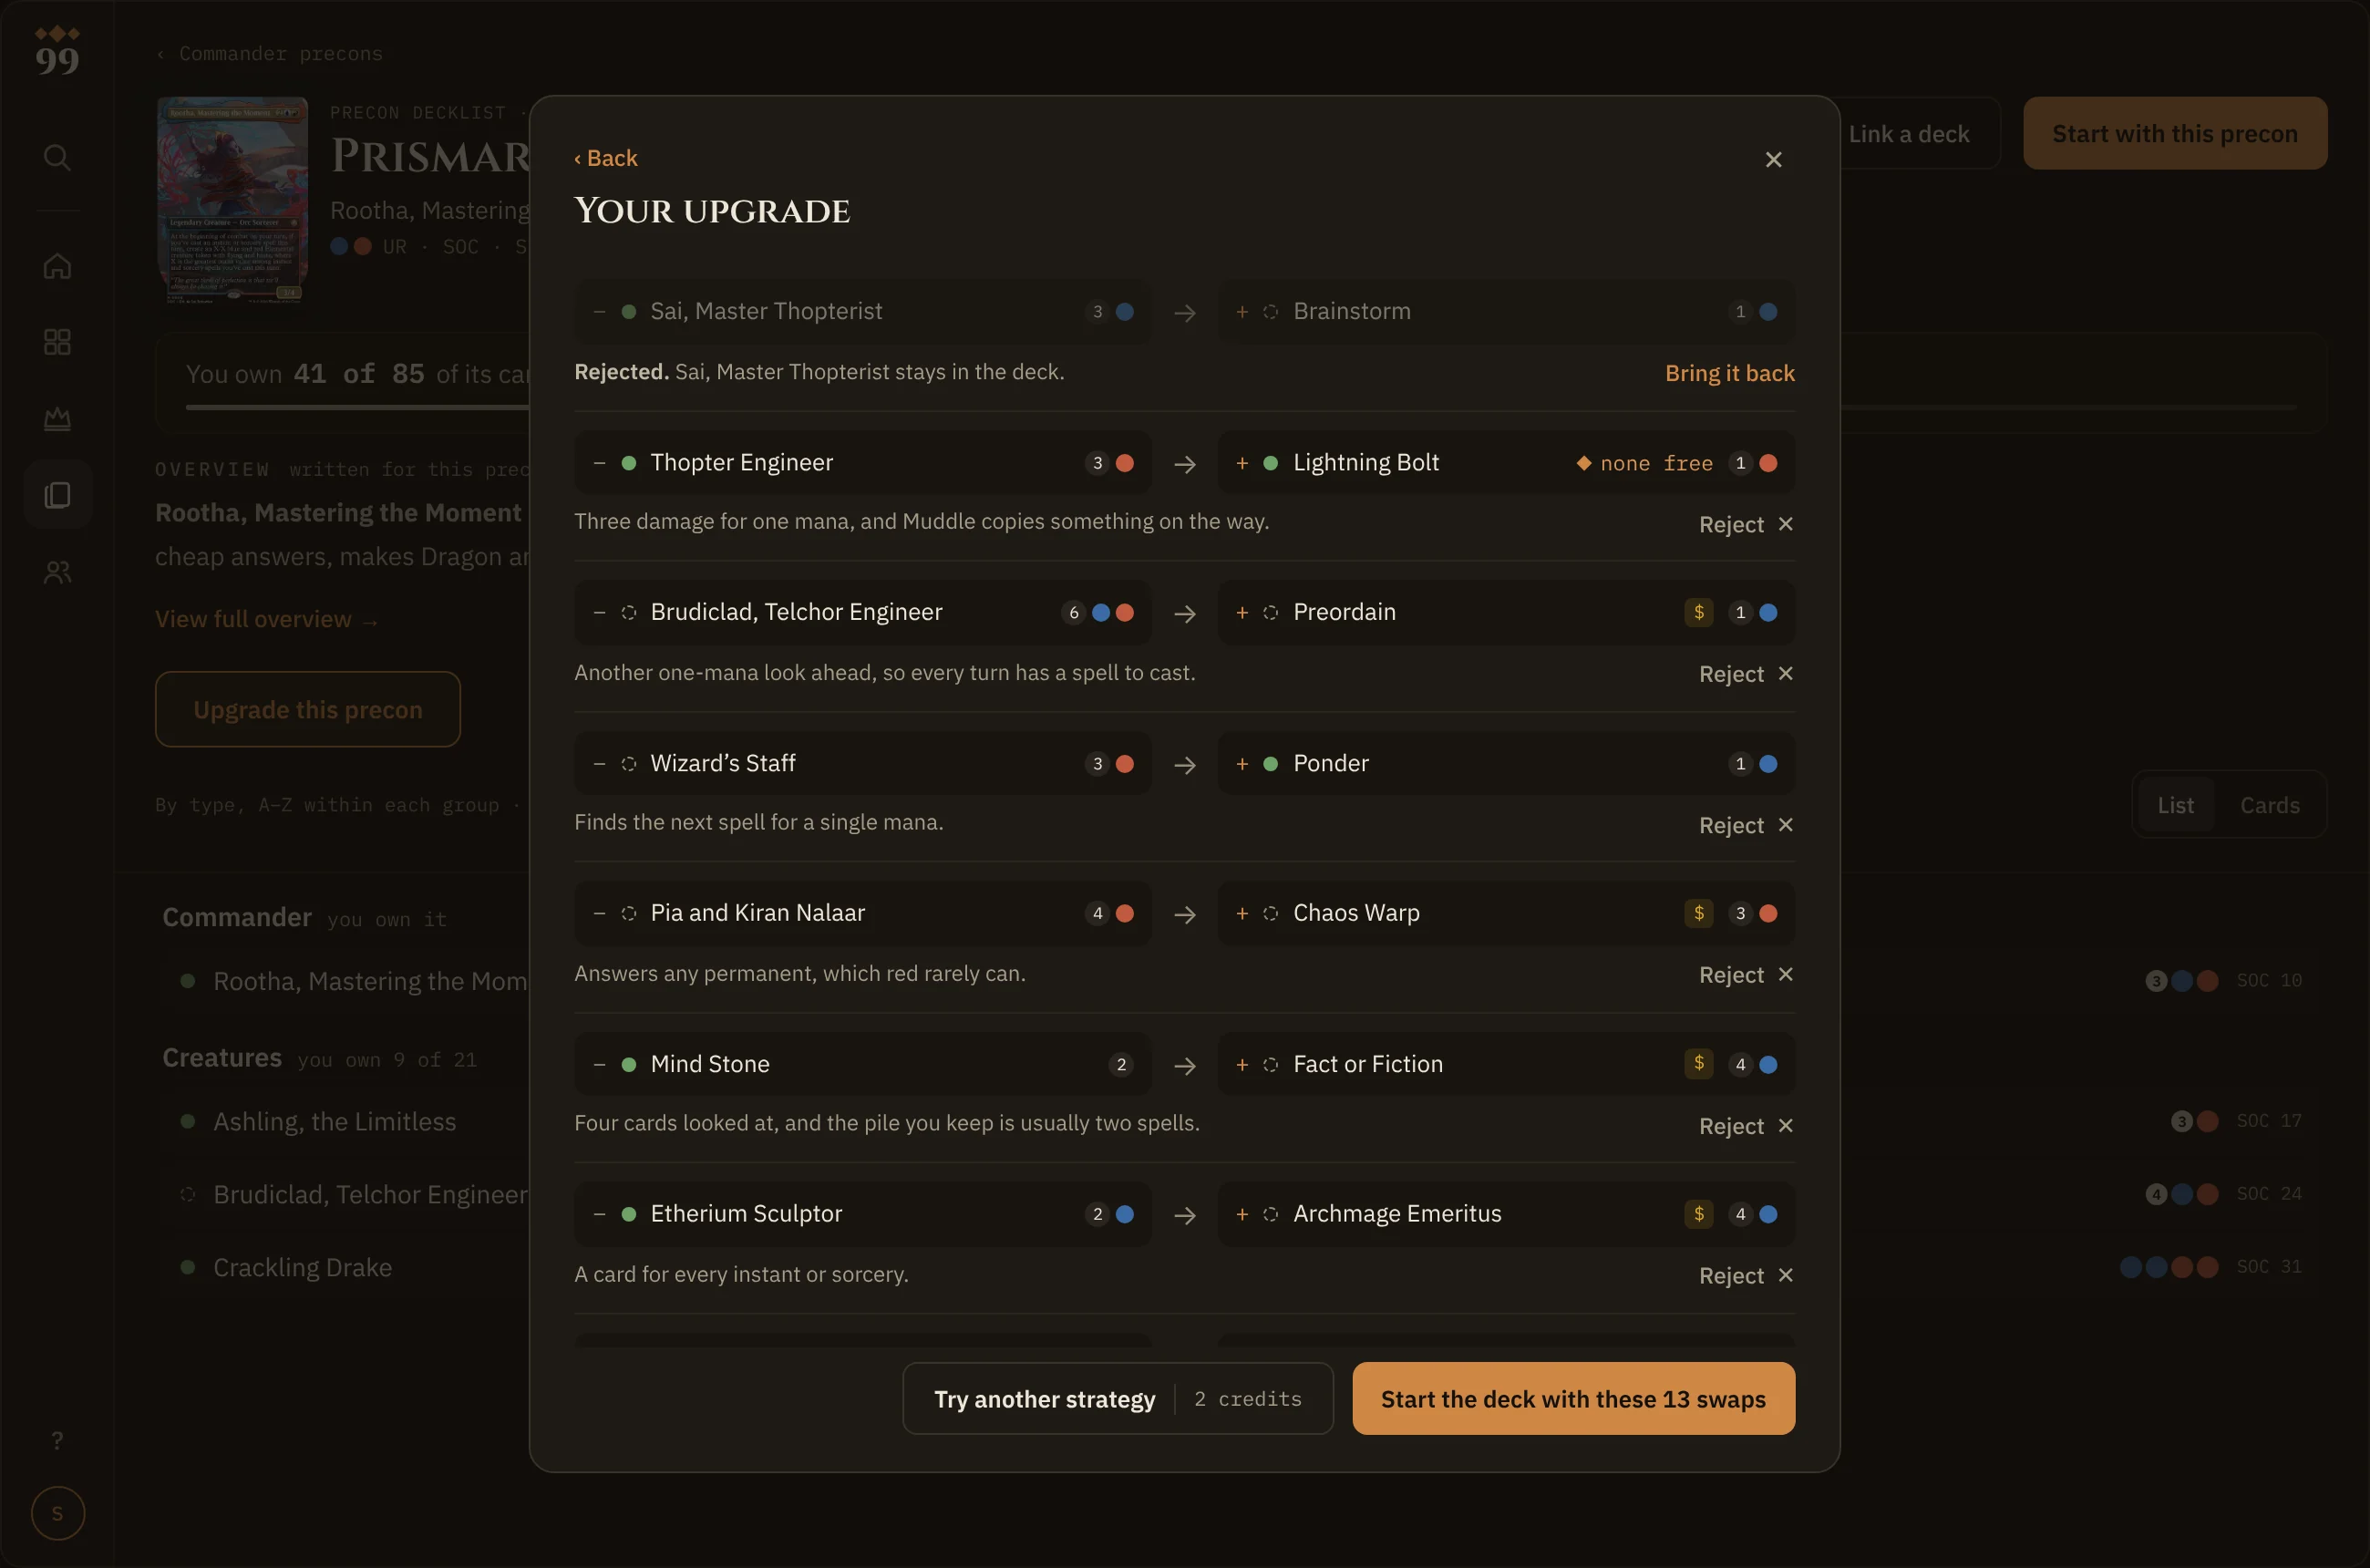 99
‹ Commander precons
PRECON DECKLIST ·
PRISMAR
Rootha, Mastering
UR · SOC · S
Link a deck
Start with this precon
You own 41 of 85 of its car
OVERVIEW written for this prec
Rootha, Mastering the Moment
cheap answers, makes Dragon ar
View full overview →
Upgrade this precon
By type, A–Z within each group ·
List
Cards
Commander you own it
Rootha, Mastering the Mom
3
SOC 10
Creatures you own 9 of 21
Ashling, the Limitless
3
SOC 17
Brudiclad, Telchor Engineer
4
SOC 24
Crackling Drake
SOC 31
?
S
‹ Back
×
YOUR UPGRADE
− Sai, Master Thopterist 3 → + Brainstorm 1
Rejected. Sai, Master Thopterist stays in the deck.
Bring it back
− Thopter Engineer 3 → + Lightning Bolt ◆ none free 1
Three damage for one mana, and Muddle copies something on the way.
Reject ×
− Brudiclad, Telchor Engineer 6 → + Preordain $ 1
Another one-mana look ahead, so every turn has a spell to cast.
Reject ×
− Wizard’s Staff 3 → + Ponder 1
Finds the next spell for a single mana.
Reject ×
− Pia and Kiran Nalaar 4 → + Chaos Warp $ 3
Answers any permanent, which red rarely can.
Reject ×
− Mind Stone 2 → + Fact or Fiction $ 4
Four cards looked at, and the pile you keep is usually two spells.
Reject ×
− Etherium Sculptor 2 → + Archmage Emeritus $ 4
A card for every instant or sorcery.
Reject ×
Try another strategy | 2 credits
Start the deck with these 13 swaps